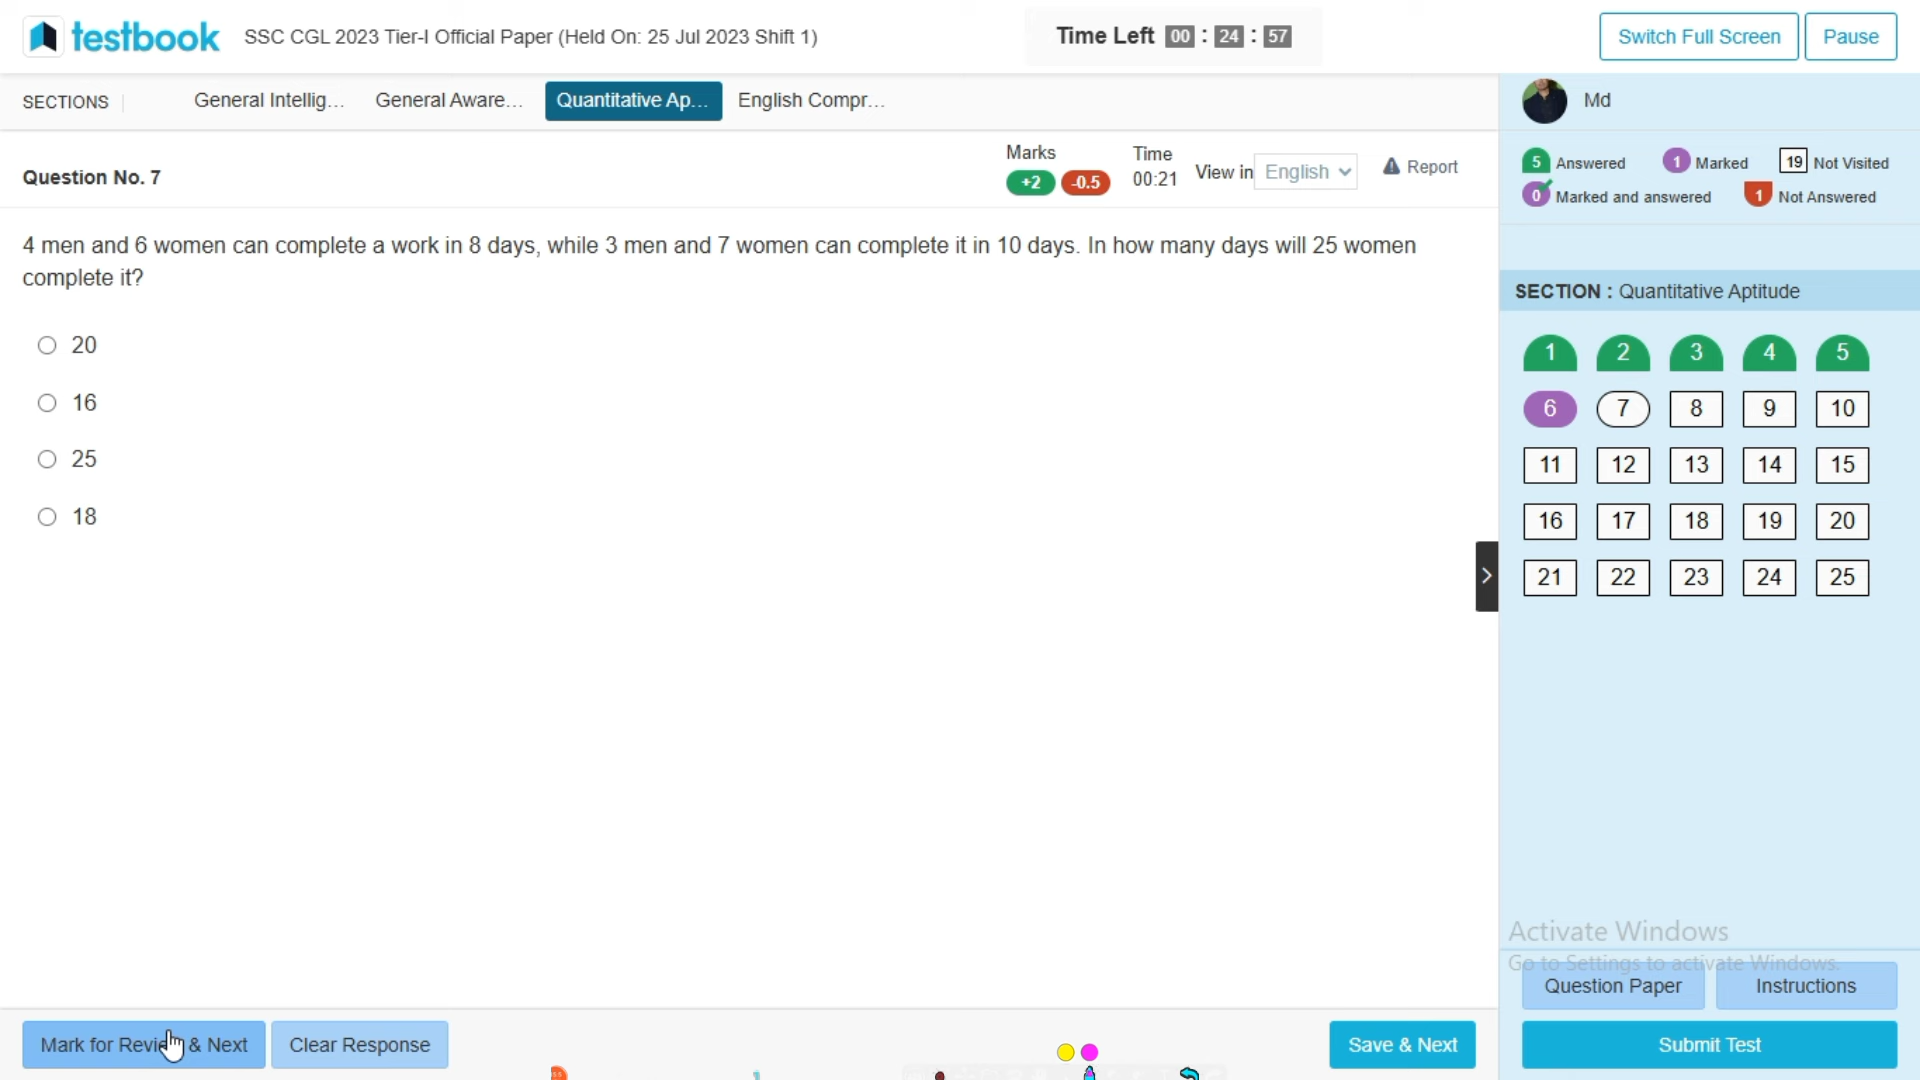 testbook SSC CGL 2023 Tier-I Official Paper (Held On: 25 Jul 2023 Shift 1) Time Left 00 : 24 : 57 Switch Full Screen Pause
SECTIONS General Intellig... General Aware... Quantitative Ap... English Compr... Md
Question No. 7
Marks
+2 -0.5
Time
00:21
View in English Report
5 Answered 1 Marked 19 Not Visited
0 Marked and answered 1 Not Answered
4 men and 6 women can complete a work in 8 days, while 3 men and 7 women can complete it in 10 days. In how many days will 25 women
complete it?
20
16
25
18
SECTION : Quantitative Aptitude
1 2 3 4 5
6 7 8 9 10
11 12 13 14 15
16 17 18 19 20
21 22 23 24 25
Activate Windows
Go to Settings to activate Windows.
Question Paper Instructions
Mark for Review & Next Clear Response Save & Next Submit Test